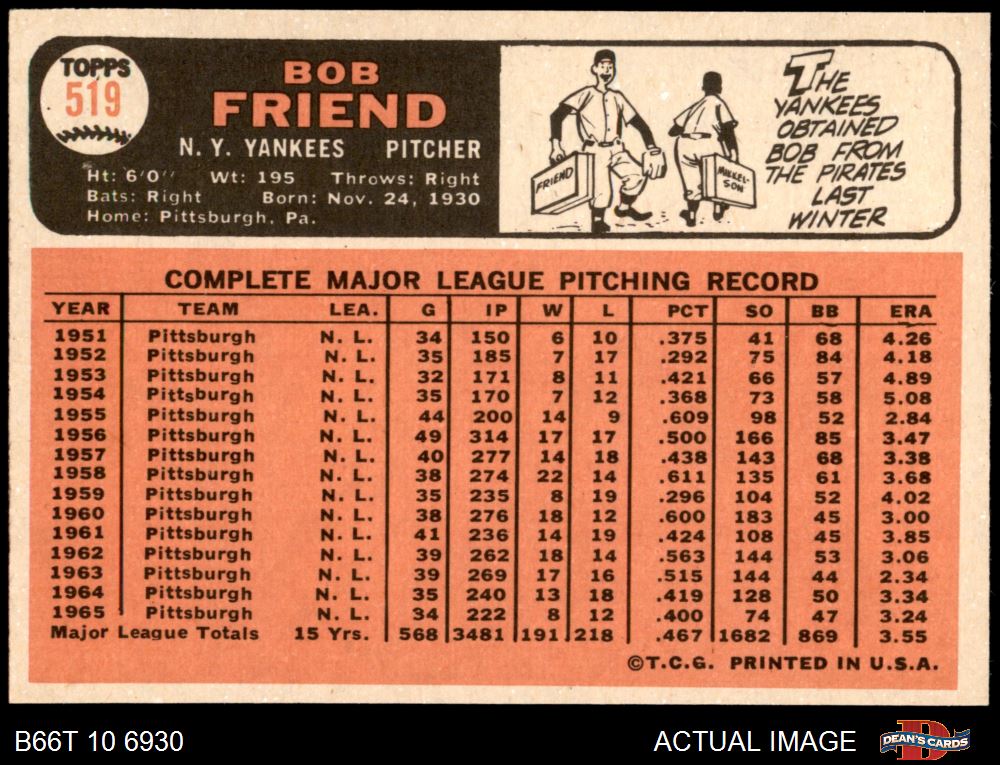 TOPPS
519
BOB
FRIEND
N. Y. YANKEES PITCHER
Ht: 6'0" Wt: 195 Throws: Right
Bats: Right Born: Nov. 24, 1930
Home: Pittsburgh, Pa.
FRIEND
MIKKEL-
SON
THE
YANKEES
OBTAINED
BOB FROM
THE PIRATES
LAST
WINTER
COMPLETE MAJOR LEAGUE PITCHING RECORD
YEAR TEAM LEA. G IP W L PCT SO BB ERA
1951 Pittsburgh N. L. 34 150 6 10 .375 41 68 4.26
1952 Pittsburgh N. L. 35 185 7 17 .292 75 84 4.18
1953 Pittsburgh N. L. 32 171 8 11 .421 66 57 4.89
1954 Pittsburgh N. L. 35 170 7 12 .368 73 58 5.08
1955 Pittsburgh N. L. 44 200 14 9 .609 98 52 2.84
1956 Pittsburgh N. L. 49 314 17 17 .500 166 85 3.47
1957 Pittsburgh N. L. 40 277 14 18 .438 143 68 3.38
1958 Pittsburgh N. L. 38 274 22 14 .611 135 61 3.68
1959 Pittsburgh N. L. 35 235 8 19 .296 104 52 4.02
1960 Pittsburgh N. L. 38 276 18 12 .600 183 45 3.00
1961 Pittsburgh N. L. 41 236 14 19 .424 108 45 3.85
1962 Pittsburgh N. L. 39 262 18 14 .563 144 53 3.06
1963 Pittsburgh N. L. 39 269 17 16 .515 144 44 2.34
1964 Pittsburgh N. L. 35 240 13 18 .419 128 50 3.34
1965 Pittsburgh N. L. 34 222 8 12 .400 74 47 3.24
Major League Totals 15 Yrs. 568 3481 191 218 .467 1682 869 3.55
©T.C.G. PRINTED IN U.S.A.
B66T 10 6930 ACTUAL IMAGE
D
DEAN'S CARDS